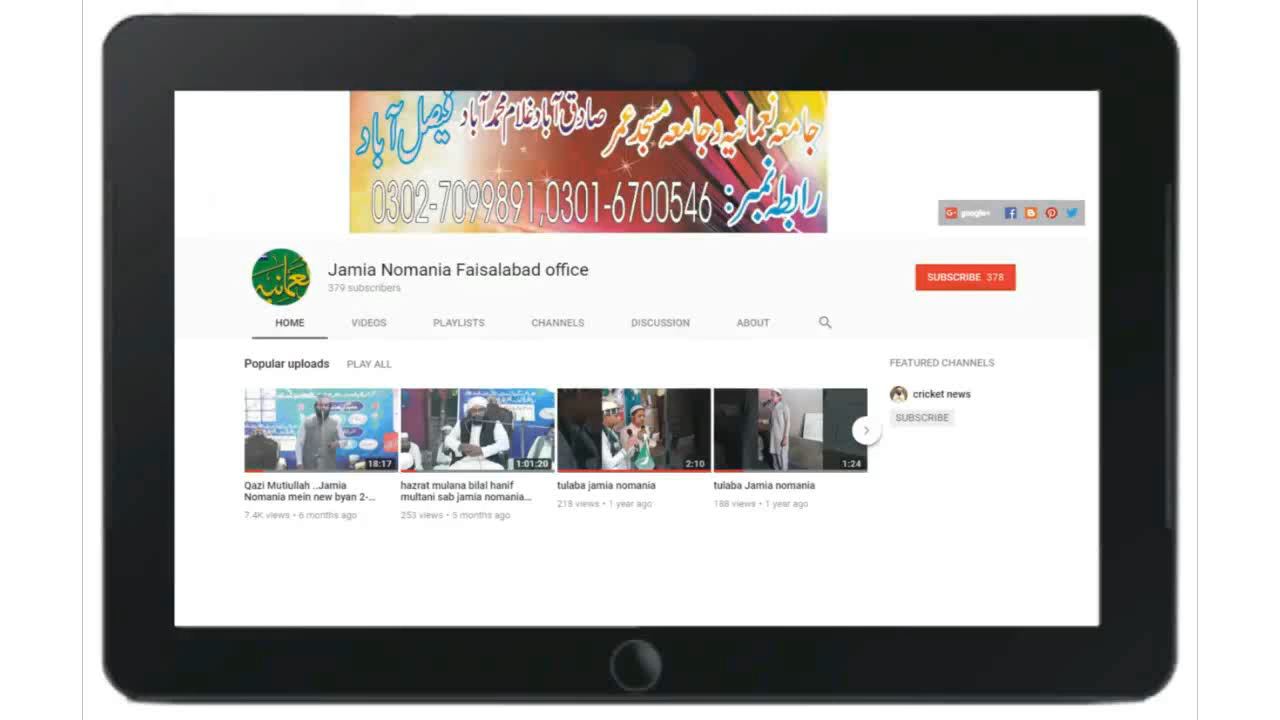 جامعہ نعمانیہ و جامعہ مسجد عمر صادق آباد غلام محمد آباد فیصل آباد
رابطہ نمبر: 0302-7099891,0301-6700546
google+
نعمانیہ
Jamia Nomania Faisalabad office
379 subscribers
SUBSCRIBE 378
HOME VIDEOS PLAYLISTS CHANNELS DISCUSSION ABOUT
Popular uploads PLAY ALL
FEATURED CHANNELS
cricket news
SUBSCRIBE
18:17
1:01:20
2:10
1:24
Qazi Mutiullah ..Jamia
Nomania mein new byan 2-...
7.4K views • 6 months ago
hazrat mulana bilal hanif
multani sab jamia nomania...
253 views • 5 months ago
tulaba jamia nomania
218 views • 1 year ago
tulaba Jamia nomania
188 views • 1 year ago